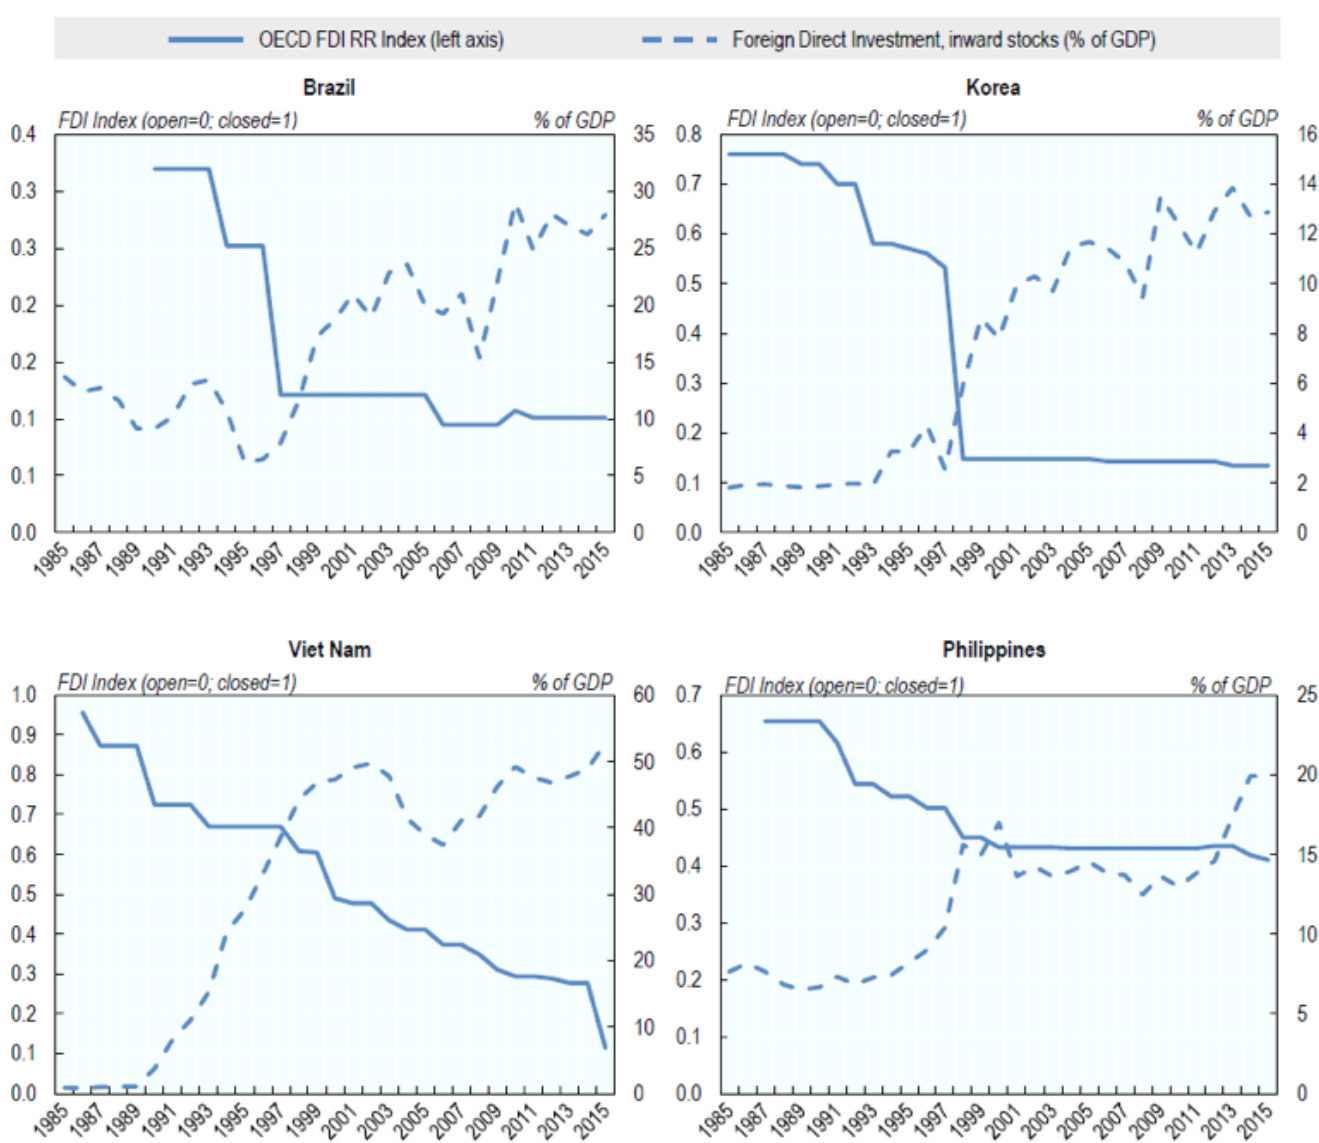 OECD FDI RR Index (left axis) Foreign Direct Investment, inward stocks (% of GDP)
Brazil
FDI Index (open=0; closed=1) % of GDP
0.4 35
0.3 30
0.3 25
0.2 20
0.2 15
0.1 10
0.1 5
0.0 0
1985 1987 1989 1991 1993 1995 1997 1999 2001 2003 2005 2007 2009 2011 2013 2015
Korea
FDI Index (open=0; closed=1) % of GDP
0.8 16
0.7 14
0.6 12
0.5 10
0.4 8
0.3 6
0.2 4
0.1 2
0.0 0
1985 1987 1989 1991 1993 1995 1997 1999 2001 2003 2005 2007 2009 2011 2013 2015
Viet Nam
FDI Index (open=0; closed=1) % of GDP
1.0 60
0.9
0.8 50
0.7
0.6 40
0.5 30
0.4
0.3 20
0.2
0.1 10
0.0 0
1985 1987 1989 1991 1993 1995 1997 1999 2001 2003 2005 2007 2009 2011 2013 2015
Philippines
FDI Index (open=0; closed=1) % of GDP
0.7 25
0.6 20
0.5
0.4 15
0.3 10
0.2 5
0.1
0.0 0
1985 1987 1989 1991 1993 1995 1997 1999 2001 2003 2005 2007 2009 2011 2013 2015